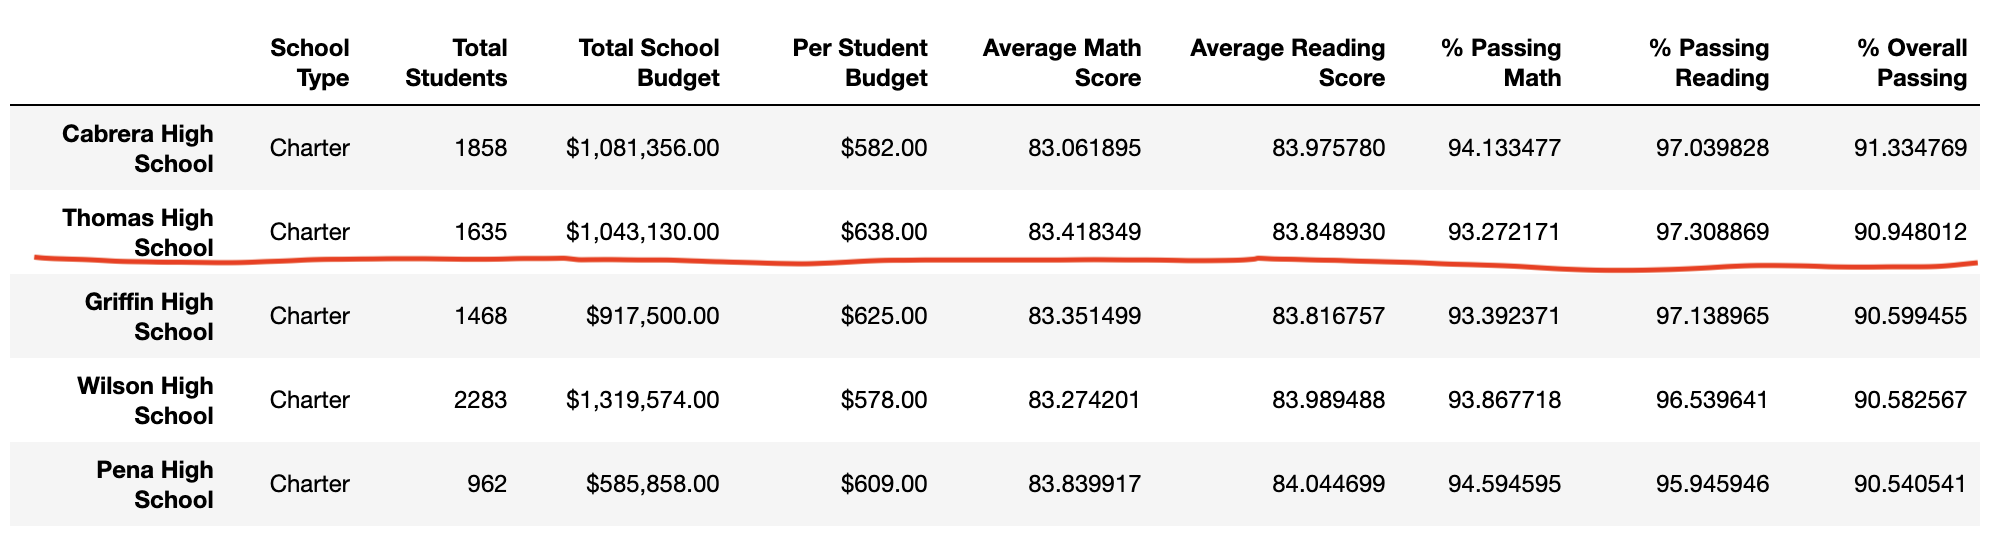 School Type Total Students Total School Budget Per Student Budget Average Math Score Average Reading Score % Passing Math % Passing Reading % Overall Passing
Cabrera High School Charter 1858 $1,081,356.00 $582.00 83.061895 83.975780 94.133477 97.039828 91.334769
Thomas High School Charter 1635 $1,043,130.00 $638.00 83.418349 83.848930 93.272171 97.308869 90.948012
Griffin High School Charter 1468 $917,500.00 $625.00 83.351499 83.816757 93.392371 97.138965 90.599455
Wilson High School Charter 2283 $1,319,574.00 $578.00 83.274201 83.989488 93.867718 96.539641 90.582567
Pena High School Charter 962 $585,858.00 $609.00 83.839917 84.044699 94.594595 95.945946 90.540541